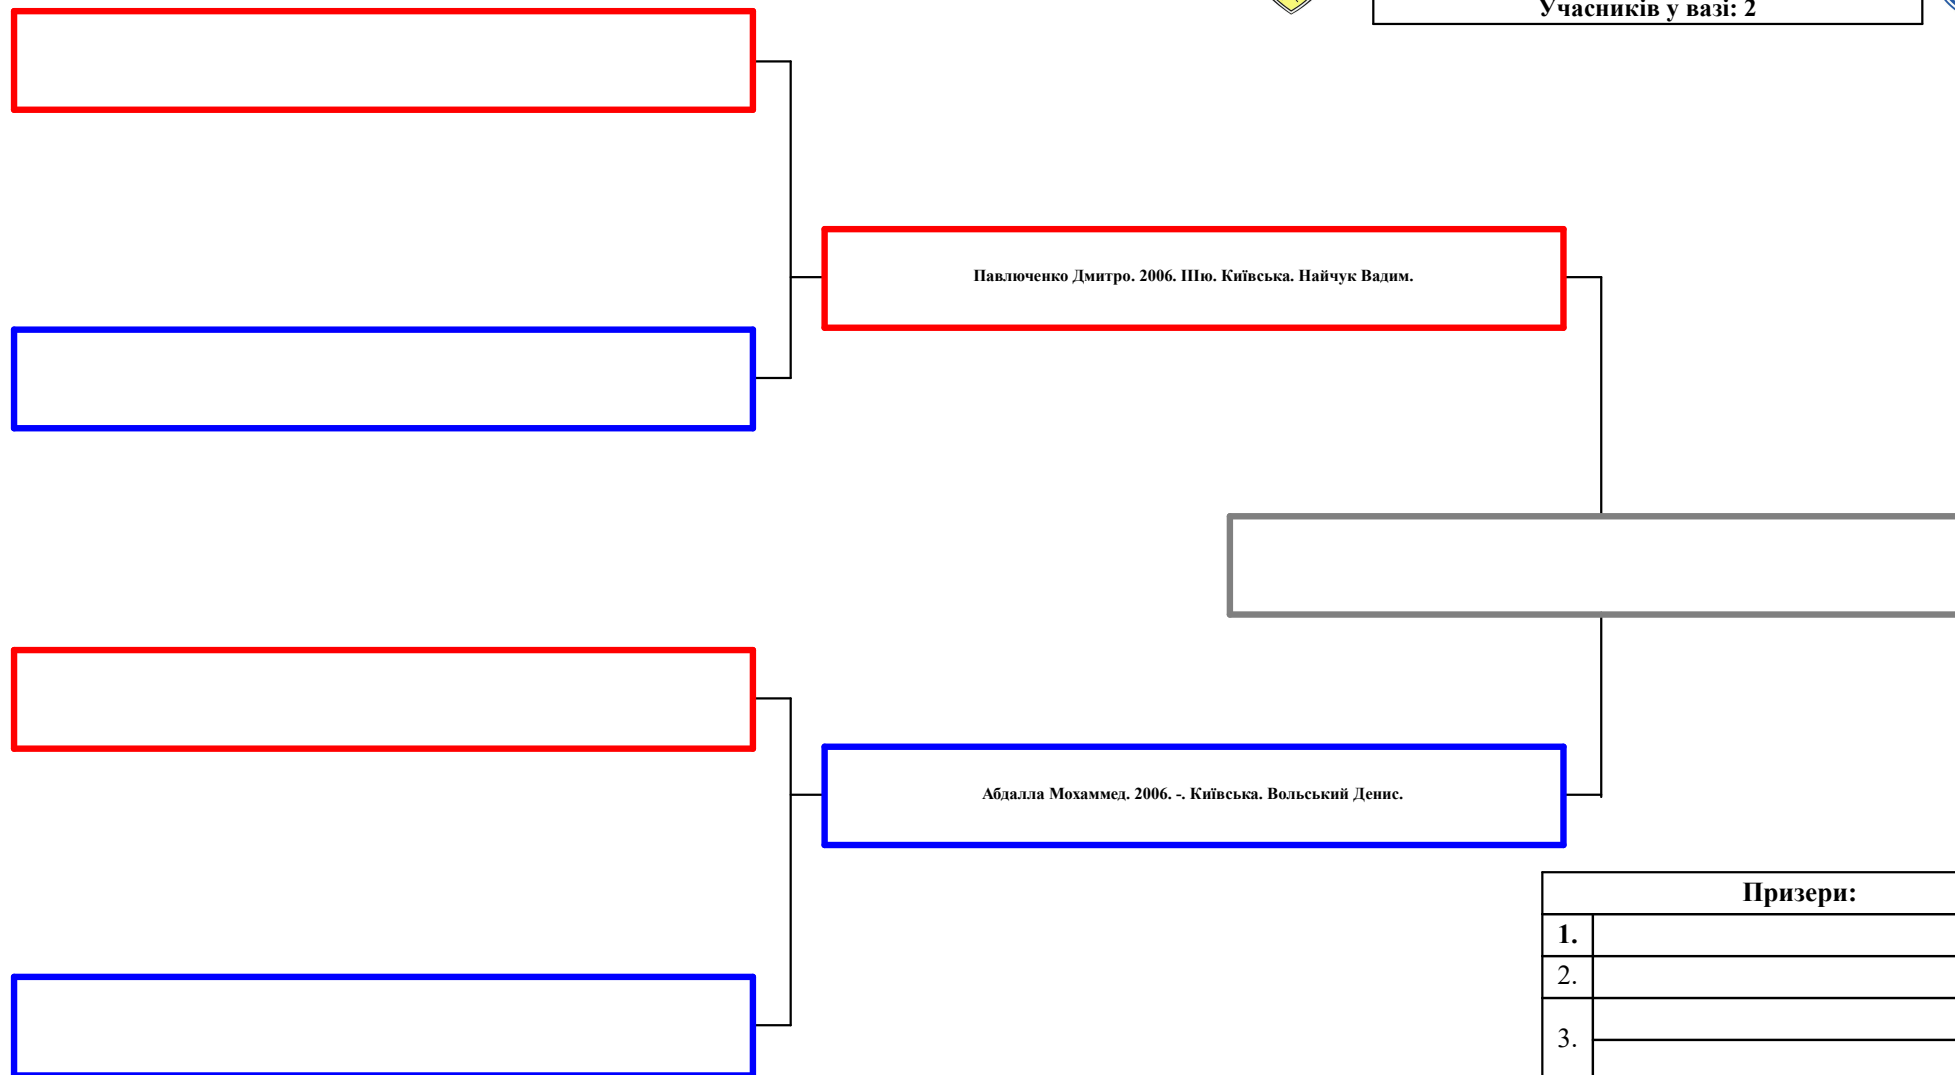 Учасників у вазі: 2
Павлюченко Дмитро. 2006. ІІІю. Київська. Найчук Вадим.
Абдалла Мохаммед. 2006. -. Київська. Вольський Денис.
Призери:
1.
2.
3.